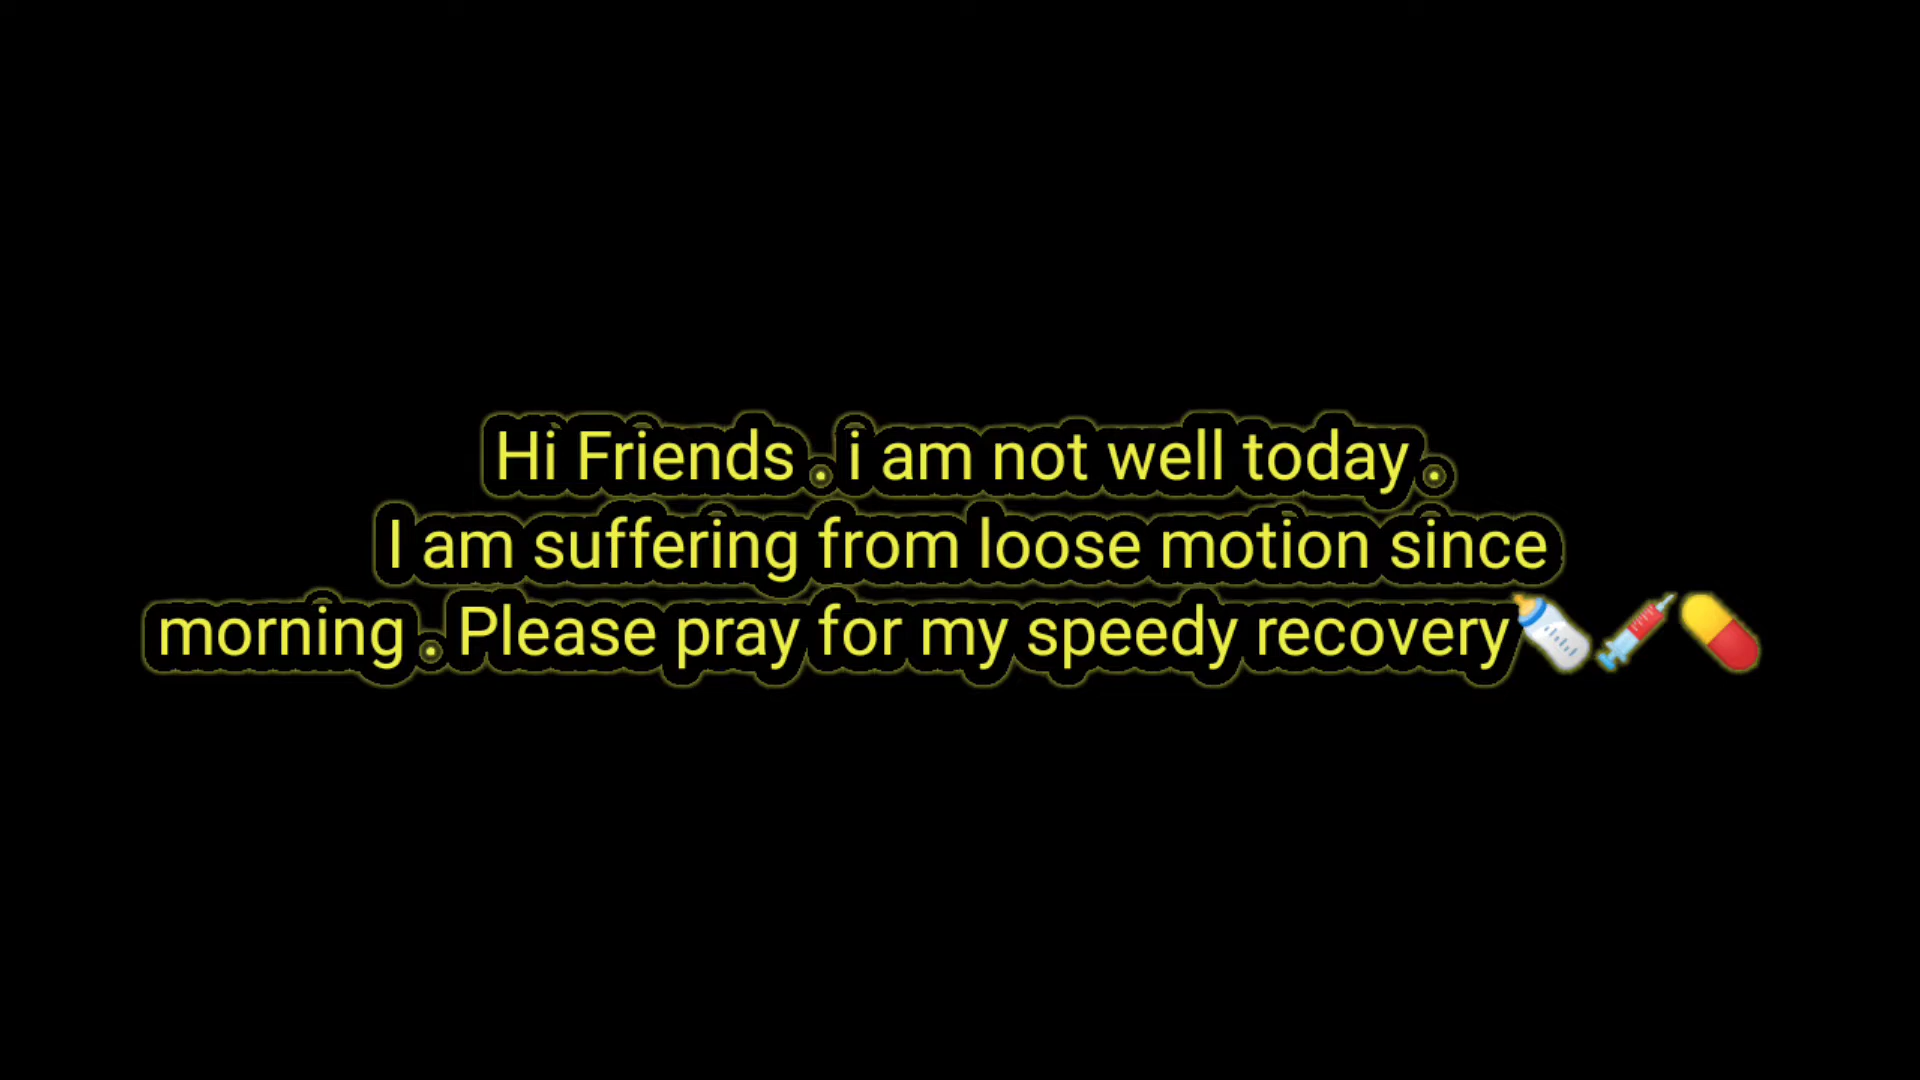 Hi Friends . i am not well today .
I am suffering from loose motion since
morning . Please pray for my speedy recovery🍼💉💊